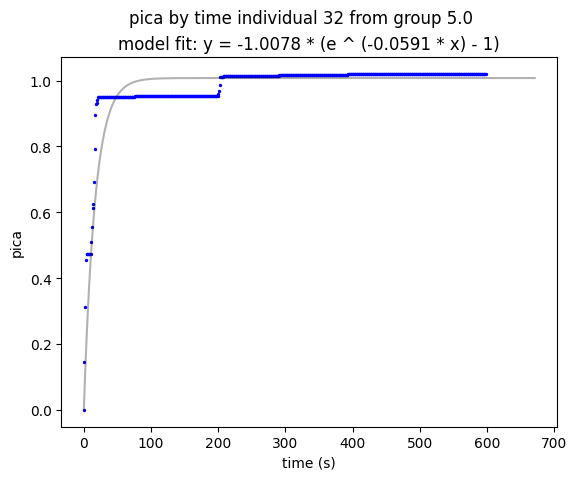 pica by time individual 32 from group 5.0
model fit: y = -1.0078 * (e ^ (-0.0591 * x) - 1)
1.0
0.8
0.6
0.4
0.2
0.0
pica
0 100 200 300 400 500 600 700
time (s)